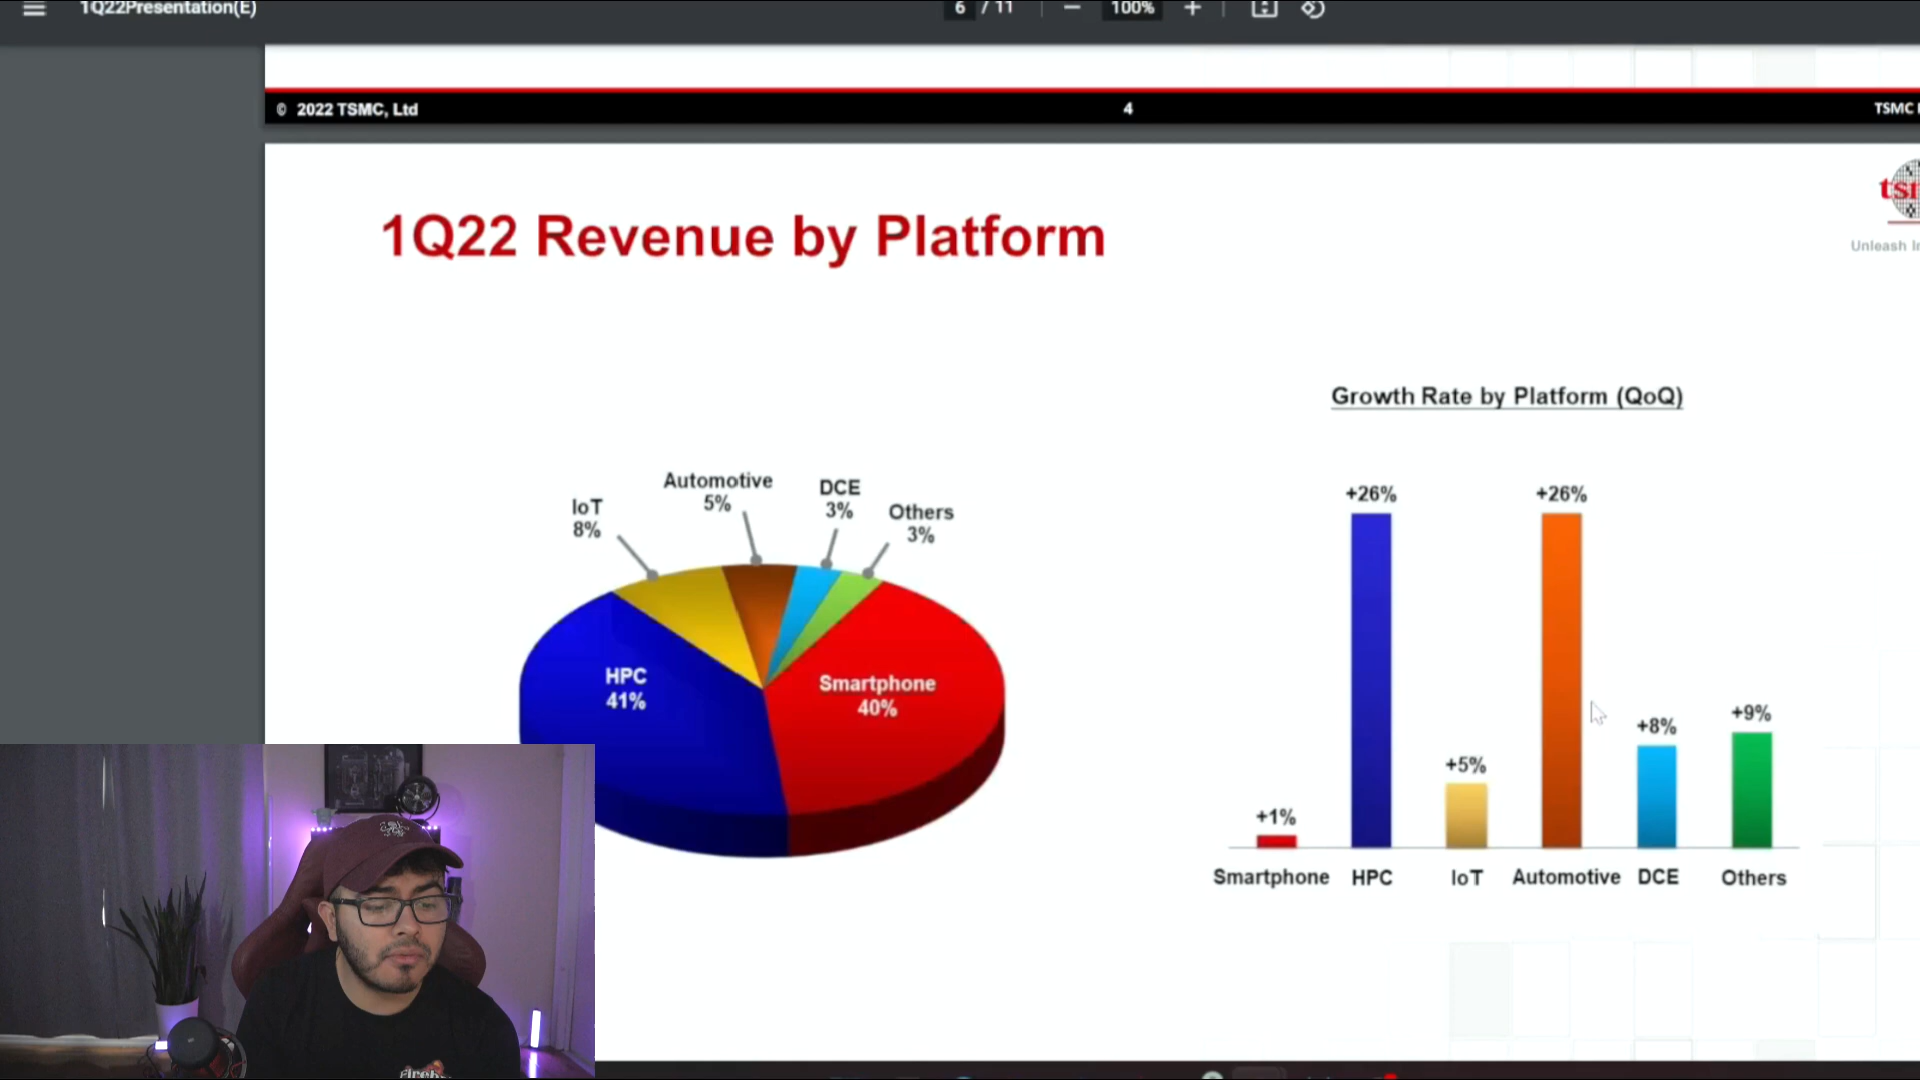 1Q22Presentation(E)
6 / 11
100%
© 2022 TSMC, Ltd
4
TSMC
1Q22 Revenue by Platform
Unleash
Growth Rate by Platform (QoQ)
Automotive
5%
DCE
3%
IoT
8%
Others
3%
HPC
41%
Smartphone
40%
+26%
+26%
+9%
+8%
+5%
+1%
Smartphone HPC IoT Automotive DCE Others